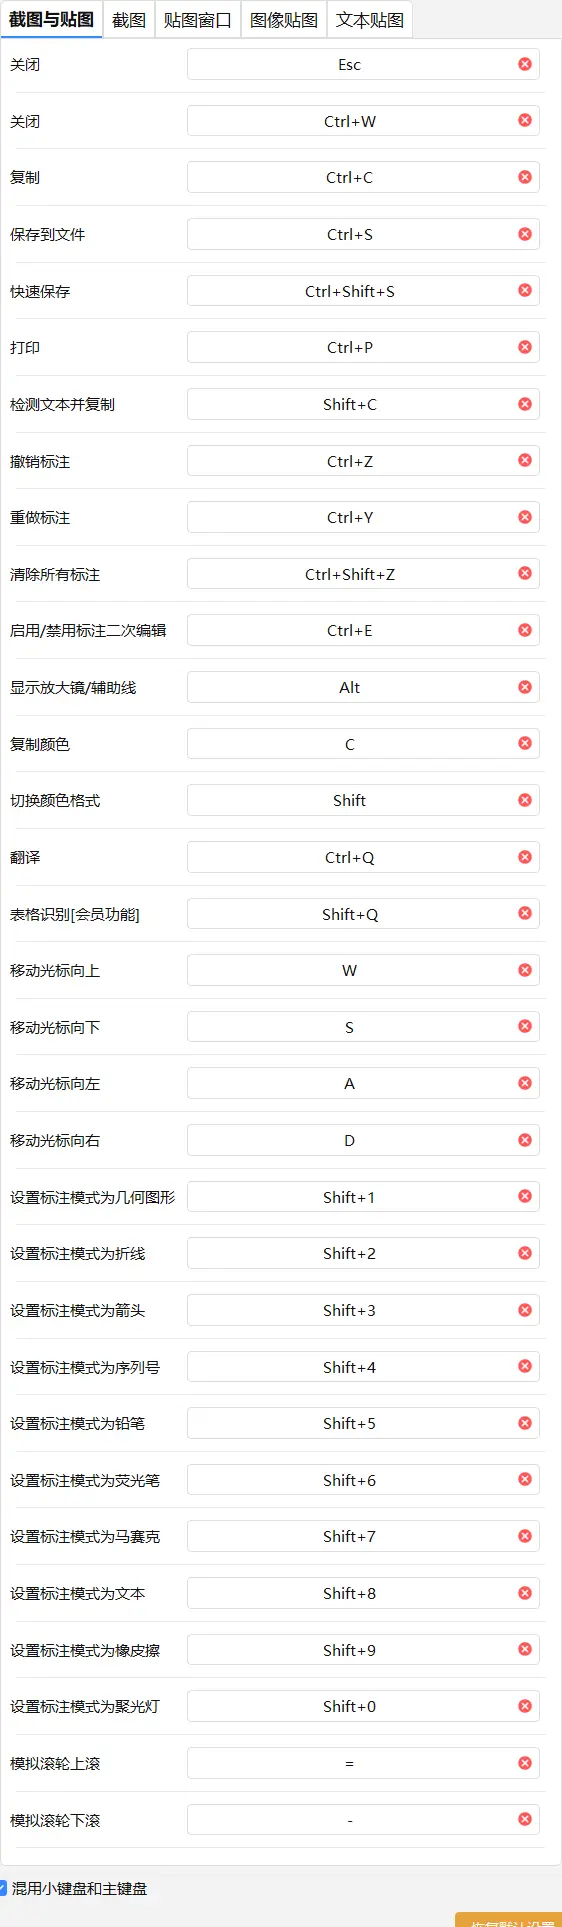 截图与贴图 截图 贴图窗口 图像贴图 文本贴图
关闭 Esc
关闭 Ctrl+W
复制 Ctrl+C
保存到文件 Ctrl+S
快速保存 Ctrl+Shift+S
打印 Ctrl+P
检测文本并复制 Shift+C
撤销标注 Ctrl+Z
重做标注 Ctrl+Y
清除所有标注 Ctrl+Shift+Z
启用/禁用标注二次编辑 Ctrl+E
显示放大镜/辅助线 Alt
复制颜色 C
切换颜色格式 Shift
翻译 Ctrl+Q
表格识别[会员功能] Shift+Q
移动光标向上 W
移动光标向下 S
移动光标向左 A
移动光标向右 D
设置标注模式为几何图形 Shift+1
设置标注模式为折线 Shift+2
设置标注模式为箭头 Shift+3
设置标注模式为序列号 Shift+4
设置标注模式为铅笔 Shift+5
设置标注模式为荧光笔 Shift+6
设置标注模式为马赛克 Shift+7
设置标注模式为文本 Shift+8
设置标注模式为橡皮擦 Shift+9
设置标注模式为聚光灯 Shift+0
模拟滚轮上滚 =
模拟滚轮下滚 -
混用小键盘和主键盘
恢复默认设置